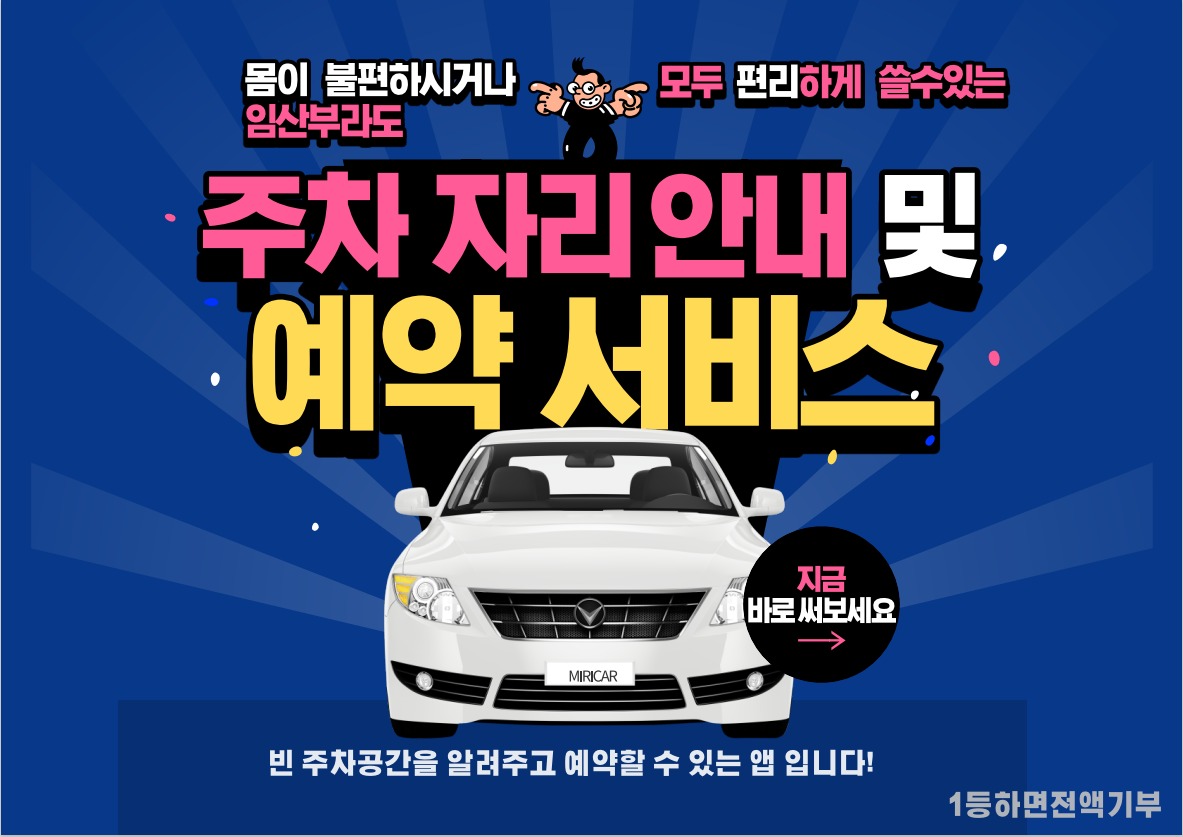 몸이 불편하시거나
임산부라도
모두 편리하게 쓸수있는
주차 자리 안내 및
예약 서비스
지금
바로 써보세요
MIRICAR
빈 주차공간을 알려주고 예약할 수 있는 앱 입니다!
1등하면전액기부